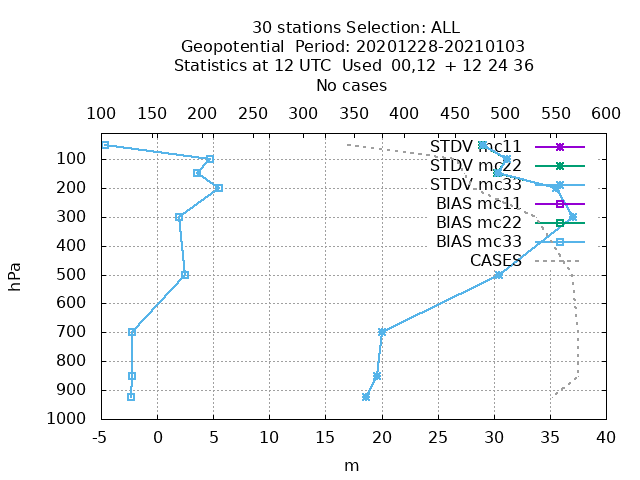 30 stations Selection: ALL
Geopotential  Period: 20201228-20210103
Statistics at 12 UTC  Used  00,12  + 12 24 36
No cases
100 150 200 250 300 350 400 450 500 550 600
STDV mc11
STDV mc22
STDV mc33
BIAS mc11
BIAS mc22
BIAS mc33
CASES
hPa
100
200
300
400
500
600
700
800
900
1000
-5 0 5 10 15 20 25 30 35 40
m